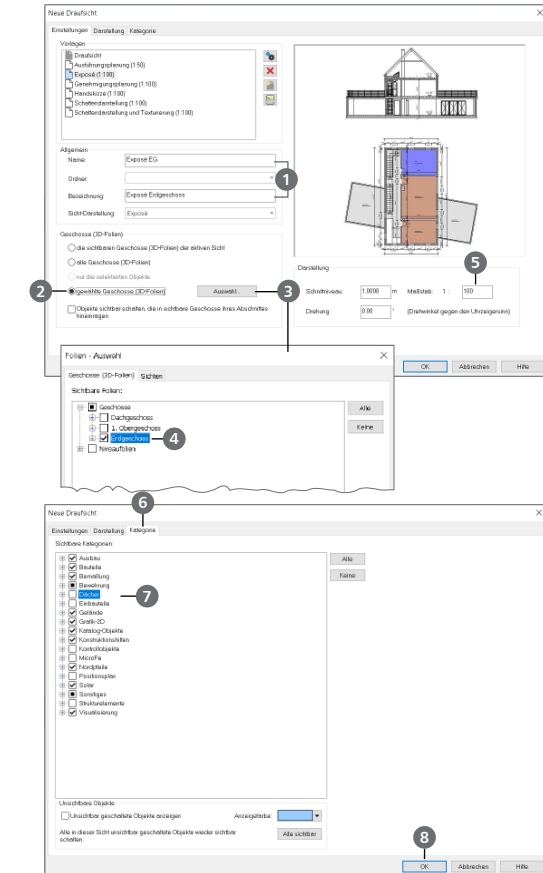 Neue Draufsicht
Einstellungen Darstellung Kategorie
Vorlagen
Draufsicht
Ausführungsplanung (1:50)
Exposé (1:100)
Genehmigungsplanung (1:100)
Handskizze (1:100)
Schattendarstellung (1:100)
Schattendarstellung und Texturierung (1:100)
Allgemein
Name: Exposé EG
Ordner:
1
Bezeichnung: Exposé Erdgeschoss
Sicht-Darstellung: Exposé
Geschosse (3D-Folien)
die sichtbaren Geschosse (3D-Folien) der aktiven Sicht
alle Geschosse (3D-Folien)
nur die selektierten Objekte
2 gewählte Geschosse (3D-Folien) Auswahl... 3
Objekte sichtbar schalten, die in sichtbare Geschosse ihres Abschnittes
hineinragen
Darstellung
5
Schnittniveau: 1.0000 m Maßstab: 1 : 100
Drehung: 0.00 ° (Drehwinkel gegen den Uhrzeigersinn)
OK Abbrechen Hilfe
Folien - Auswahl
Geschosse (3D-Folien) Sichten
Sichtbare Folien:
Geschosse
Dachgeschoss
1. Obergeschoss
Erdgeschoss 4
Niveaufolien
Alle
Keine
6
Neue Draufsicht
Einstellungen Darstellung Kategorie
Sichtbare Kategorien:
Ausbau
Bauteile
Bemaßung
Bewehrung
Dächer 7
Einbauteile
Gelände
Grafik-2D
Katalog-Objekte
Konstruktionshilfen
Kontrollobjekte
MicroFe
Nordpfeile
Positionsplan
Solar
Sonstiges
Strukturelemente
Visualisierung
Alle
Keine
Unsichtbare Objekte
Unsichtbar geschaltete Objekte anzeigen Anzeigefarbe:
Alle in dieser Sicht unsichtbar geschaltete Objekte wieder sichtbar
schalten: Alle sichtbar
8
OK Abbrechen Hilfe